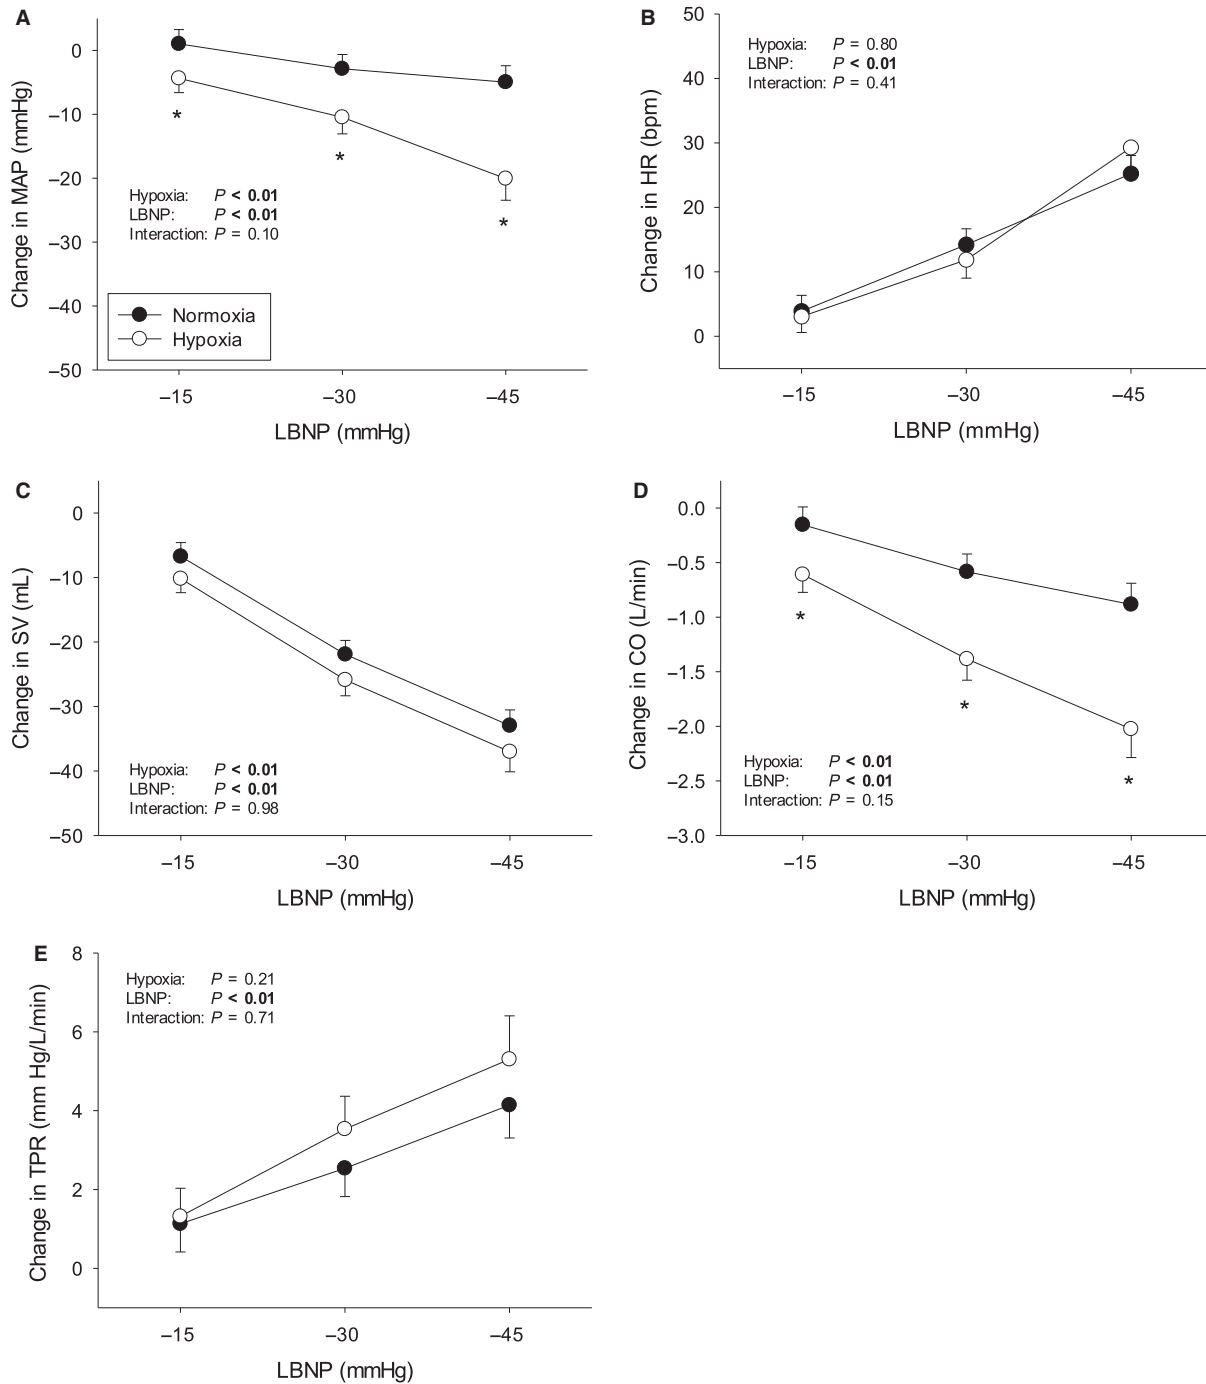 A
0
–10
–20
–30
–40
–50
Change in MAP (mmHg)
*
*
*
Hypoxia: P < 0.01
LBNP: P < 0.01
Interaction: P = 0.10
Normoxia
Hypoxia
–15 –30 –45
LBNP (mmHg)
B
50
40
30
20
10
0
Change in HR (bpm)
Hypoxia: P = 0.80
LBNP: P < 0.01
Interaction: P = 0.41
–15 –30 –45
LBNP (mmHg)
C
0
–10
–20
–30
–40
–50
Change in SV (mL)
Hypoxia: P < 0.01
LBNP: P < 0.01
Interaction: P = 0.98
–15 –30 –45
LBNP (mmHg)
D
0.0
–0.5
–1.0
–1.5
–2.0
–2.5
–3.0
Change in CO (L/min)
*
*
*
Hypoxia: P < 0.01
LBNP: P < 0.01
Interaction: P = 0.15
–15 –30 –45
LBNP (mmHg)
E
8
6
4
2
0
Change in TPR (mm Hg/L/min)
Hypoxia: P = 0.21
LBNP: P < 0.01
Interaction: P = 0.71
–15 –30 –45
LBNP (mmHg)